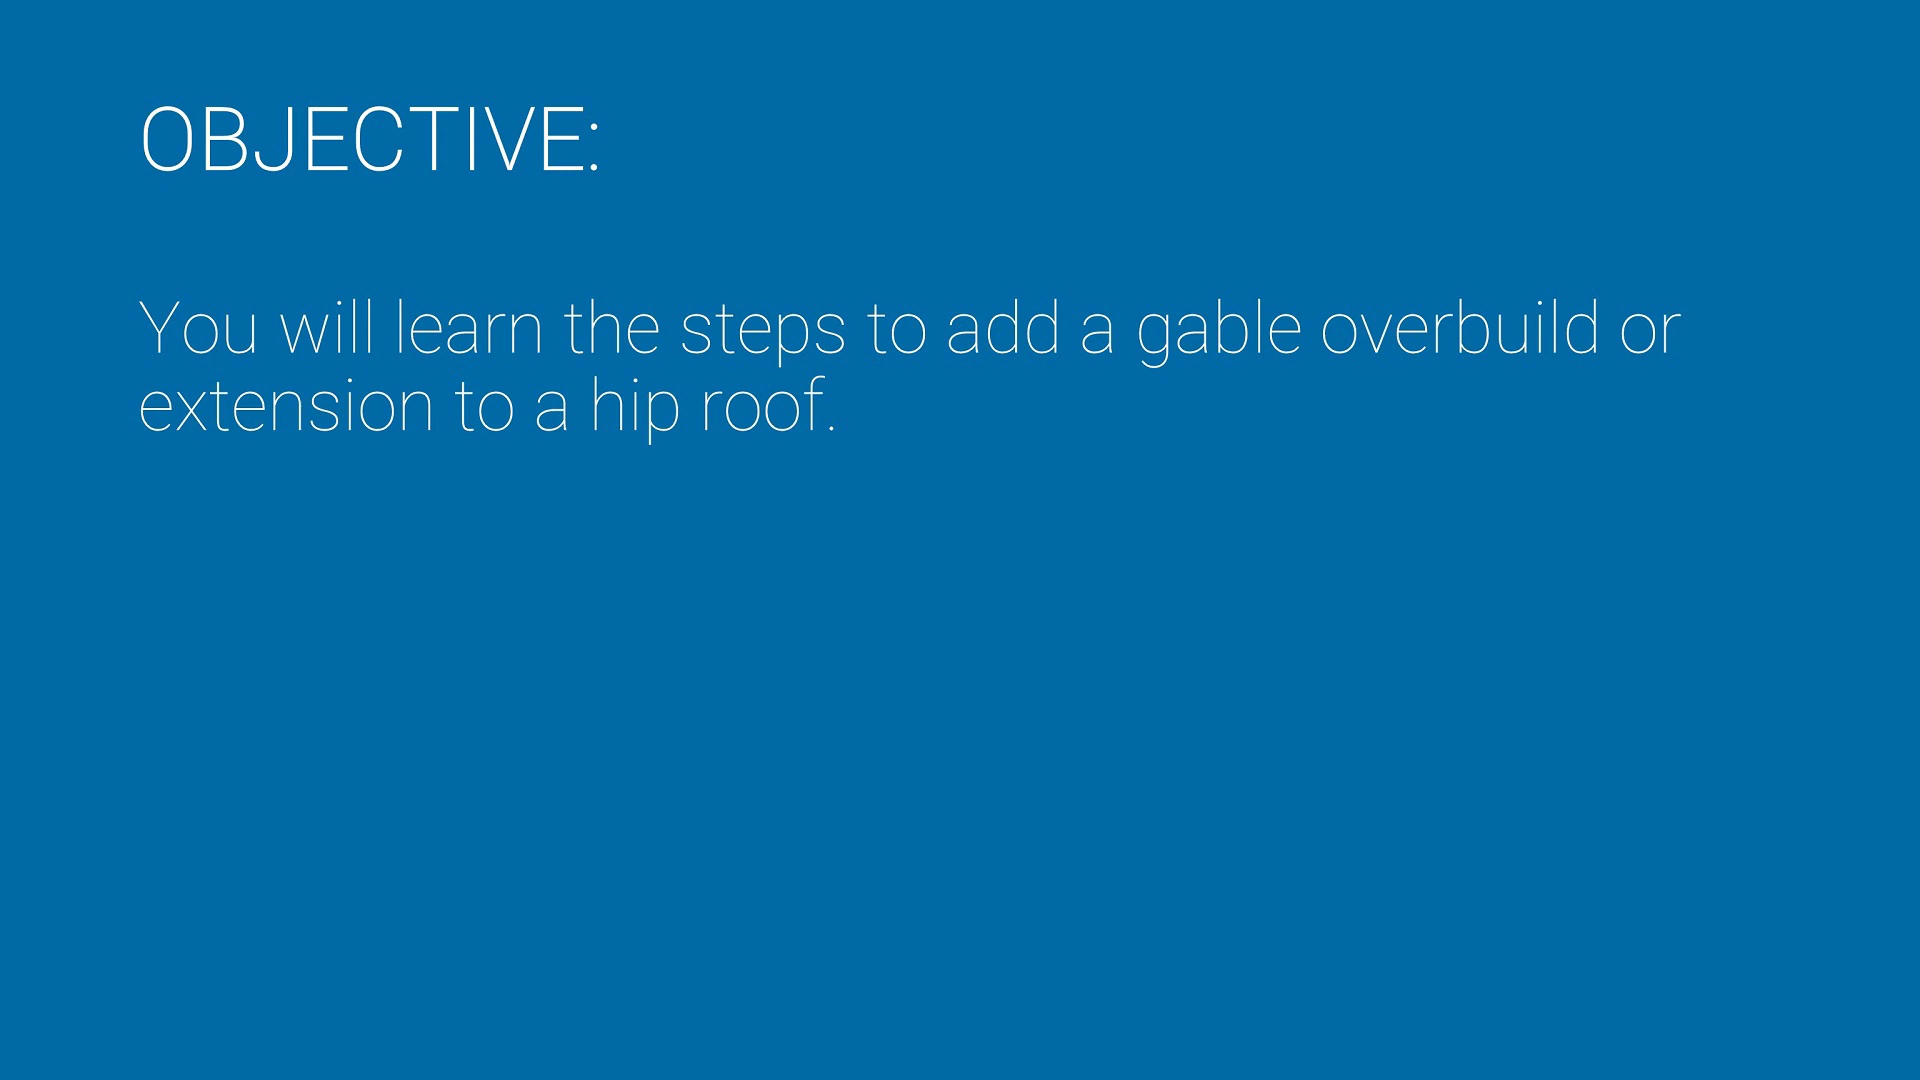 OBJECTIVE:
You will learn the steps to add a gable overbuild or
extension to a hip roof.